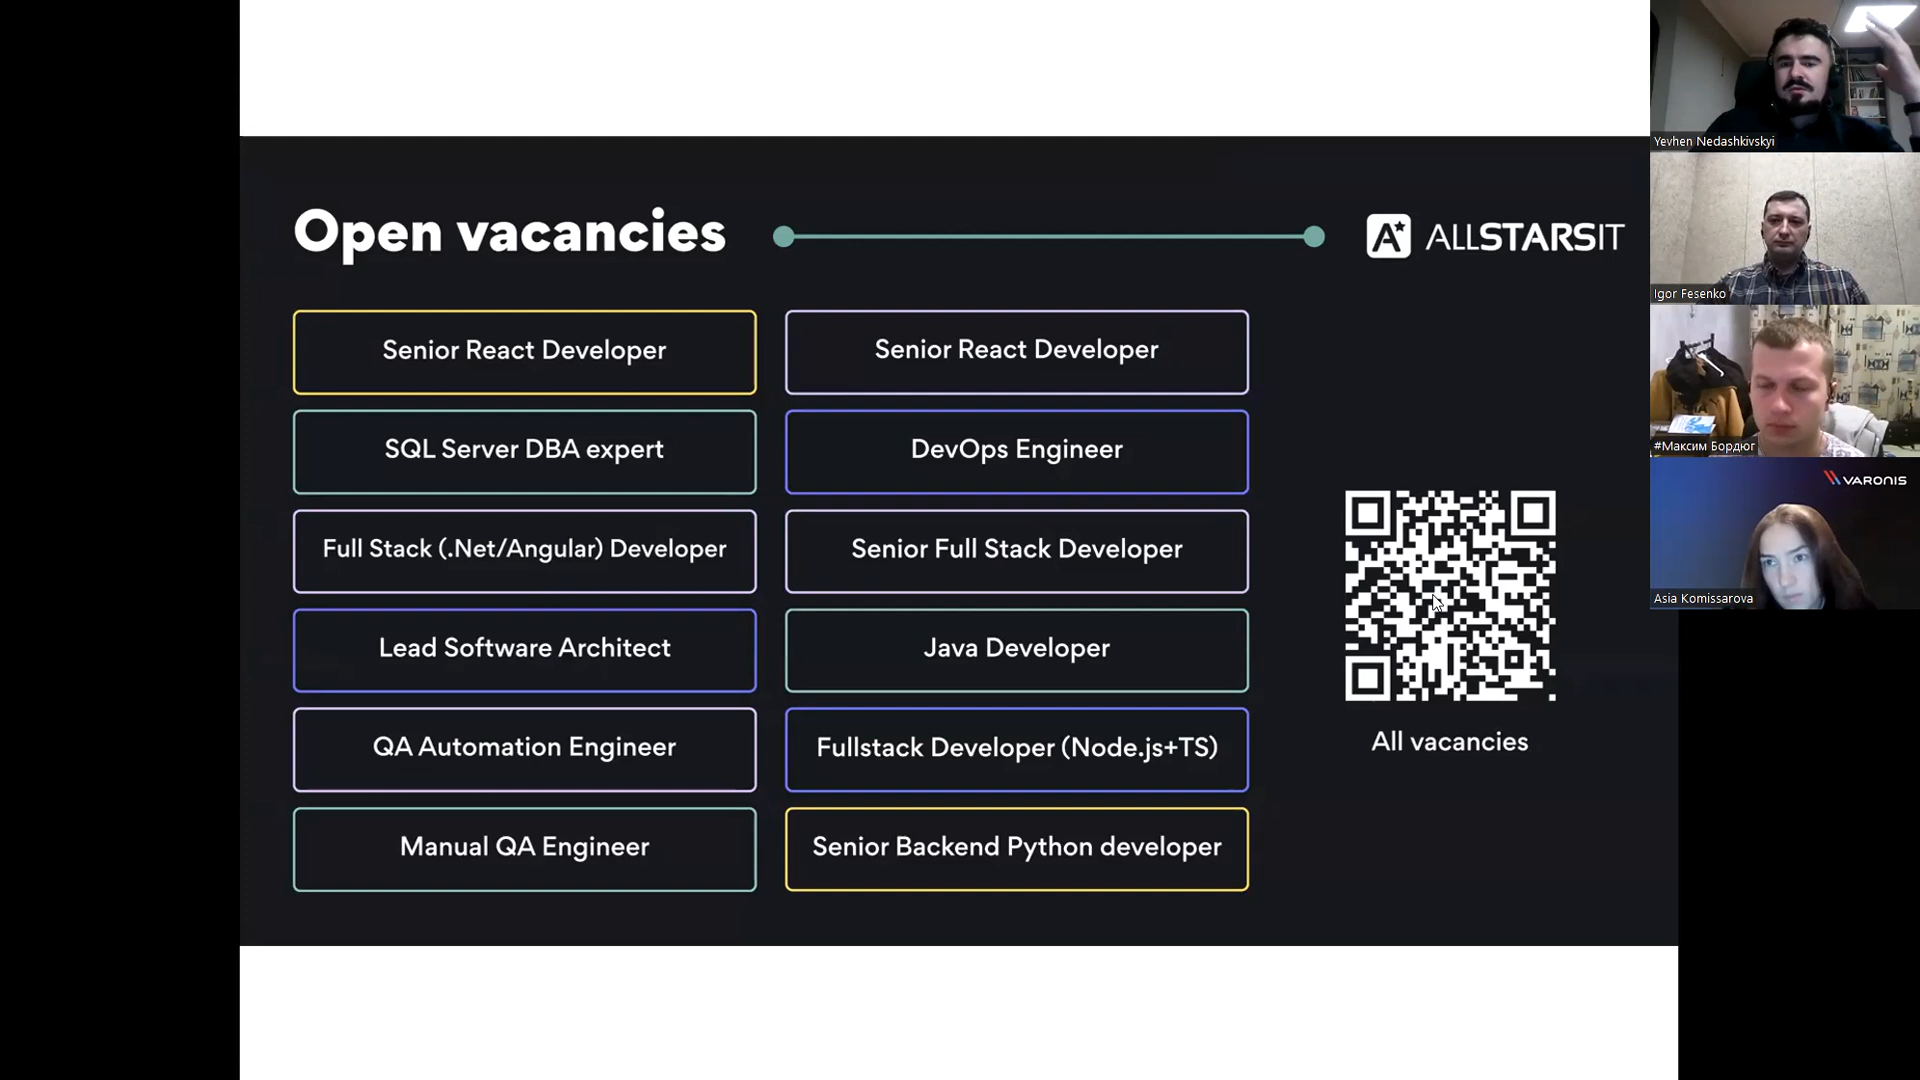 Open vacancies
A ALLSTARSIT
Senior React Developer
Senior React Developer
SQL Server DBA expert
DevOps Engineer
Full Stack (.Net/Angular) Developer
Senior Full Stack Developer
Lead Software Architect
Java Developer
QA Automation Engineer
Fullstack Developer (Node.js+TS)
Manual QA Engineer
Senior Backend Python developer
All vacancies
Yevhen Nedashkivskyi
Igor Fesenko
#Максим Бордюг
VARONIS
Asia Komissarova